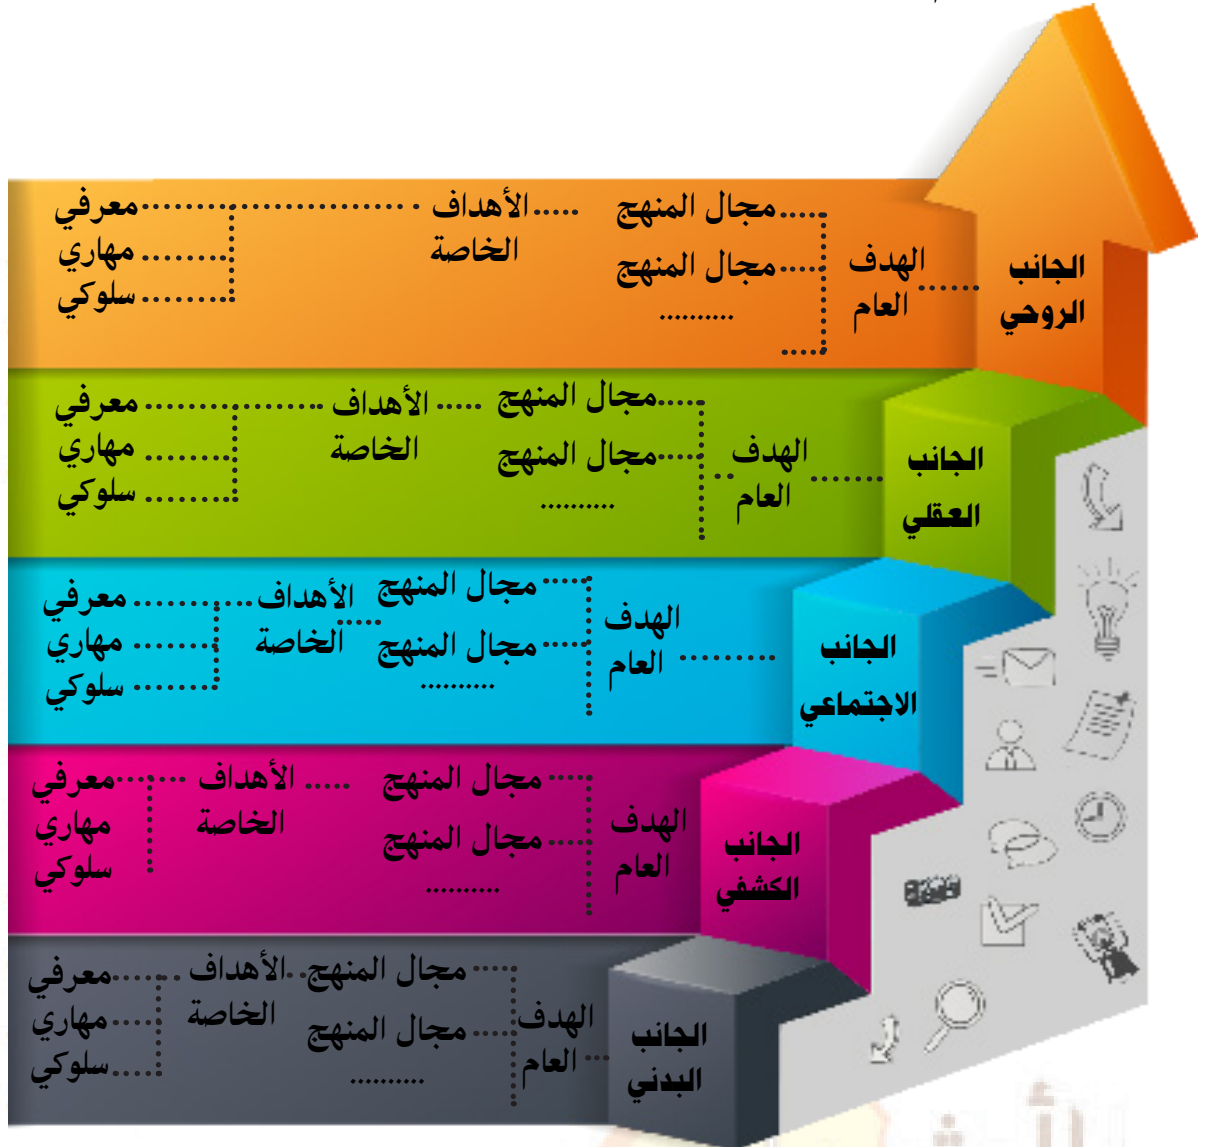 الجانب
الروحي
الهدف
العام
مجال المنهج
مجال المنهج
..........
الأهداف
الخاصة
معرفي
مهاري
سلوكي
الجانب
العقلي
الهدف
العام
مجال المنهج
مجال المنهج
..........
الأهداف
الخاصة
معرفي
مهاري
سلوكي
الجانب
الاجتماعي
الهدف
العام
مجال المنهج
مجال المنهج
..........
الأهداف
الخاصة
معرفي
مهاري
سلوكي
الجانب
الكشفي
الهدف
العام
مجال المنهج
مجال المنهج
..........
الأهداف
الخاصة
معرفي
مهاري
سلوكي
الجانب
البدني
الهدف
العام
مجال المنهج
مجال المنهج
..........
الأهداف
الخاصة
معرفي
مهاري
سلوكي